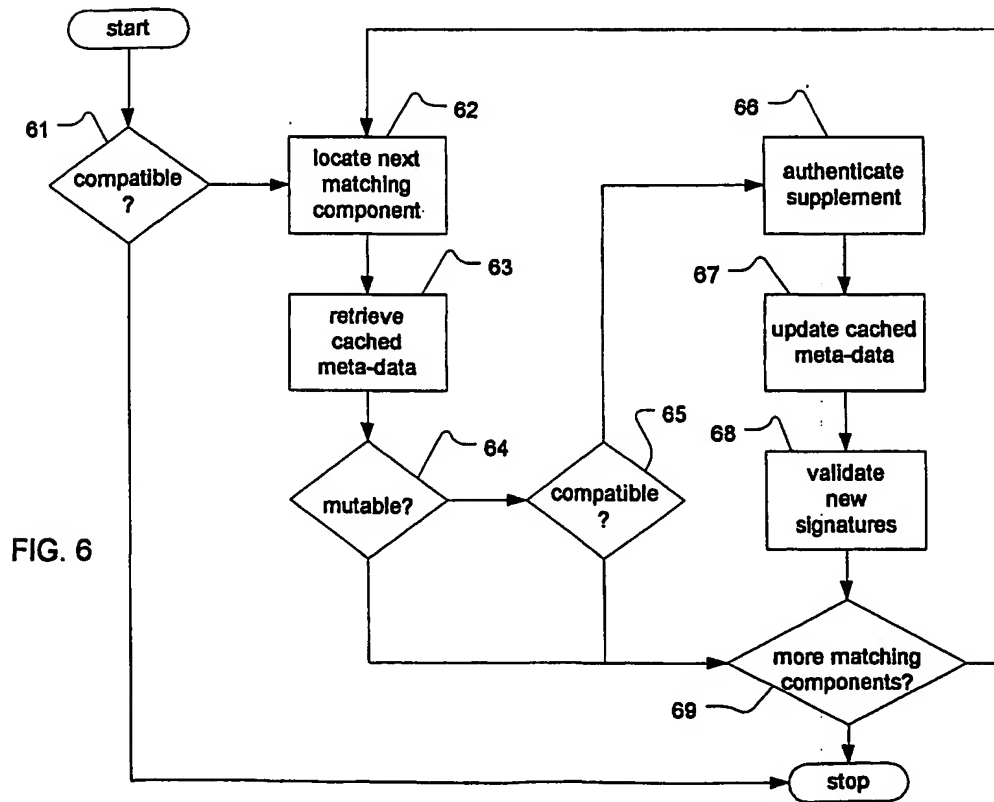 start
61
compatible
?
62
locate next
matching
component
63
retrieve
cached
meta-data
64
mutable?
65
compatible
?
66
authenticate
supplement
67
update cached
meta-data
68
validate
new
signatures
more matching
components?
69
stop
FIG. 6